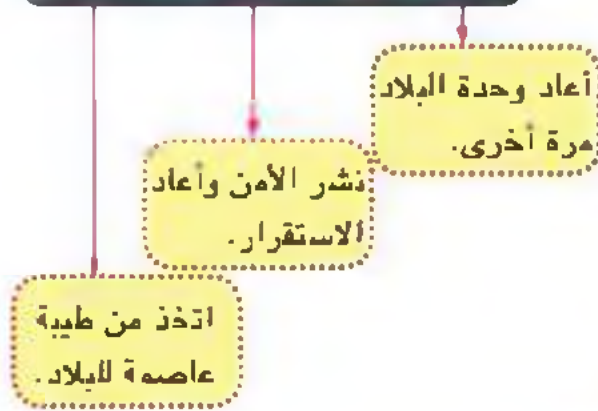 أعاد وحدة البلاد
مرة أخرى.
نشر الأمن وأعاد
الاستقرار.
اتخذ من طيبة
عاصمة للبلاد.